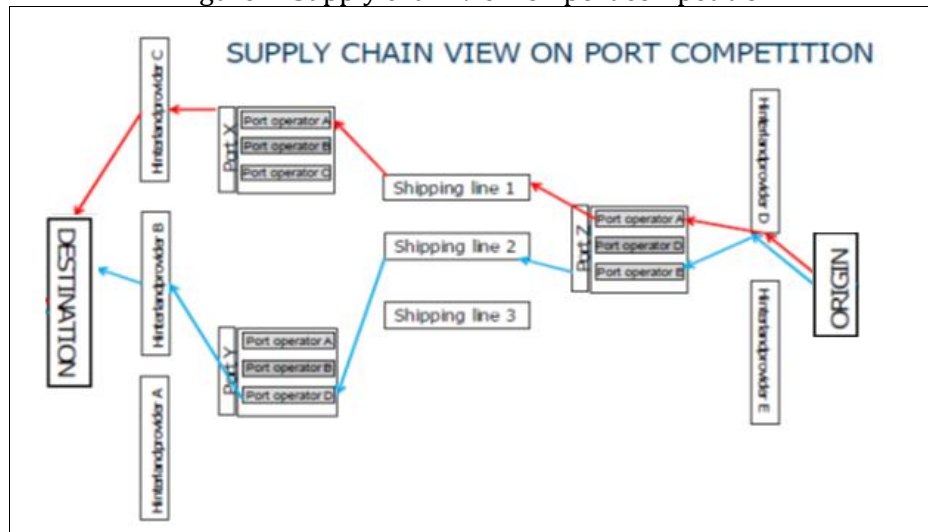 SUPPLY CHAIN VIEW ON PORT COMPETITION
Hinterlandprovider C
Port X
Port operator A
Port operator B
Port operator C
Hinterlandprovider D
Shipping line 1
Port Z
Port operator A
Port operator D
Port operator B
DESTINATION
Hinterlandprovider B
Shipping line 2
ORIGIN
Shipping line 3
Hinterlandprovider E
Port Y
Port operator A
Port operator B
Port operator D
Hinterlandprovider A